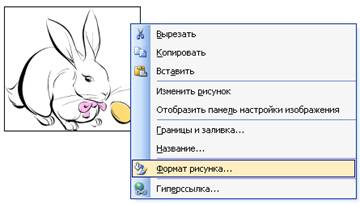 Вырезать
Копировать
Вставить
Изменить рисунок
Отобразить панель настройки изображения
Границы и заливка...
Название...
Формат рисунка...
Гиперссылка...